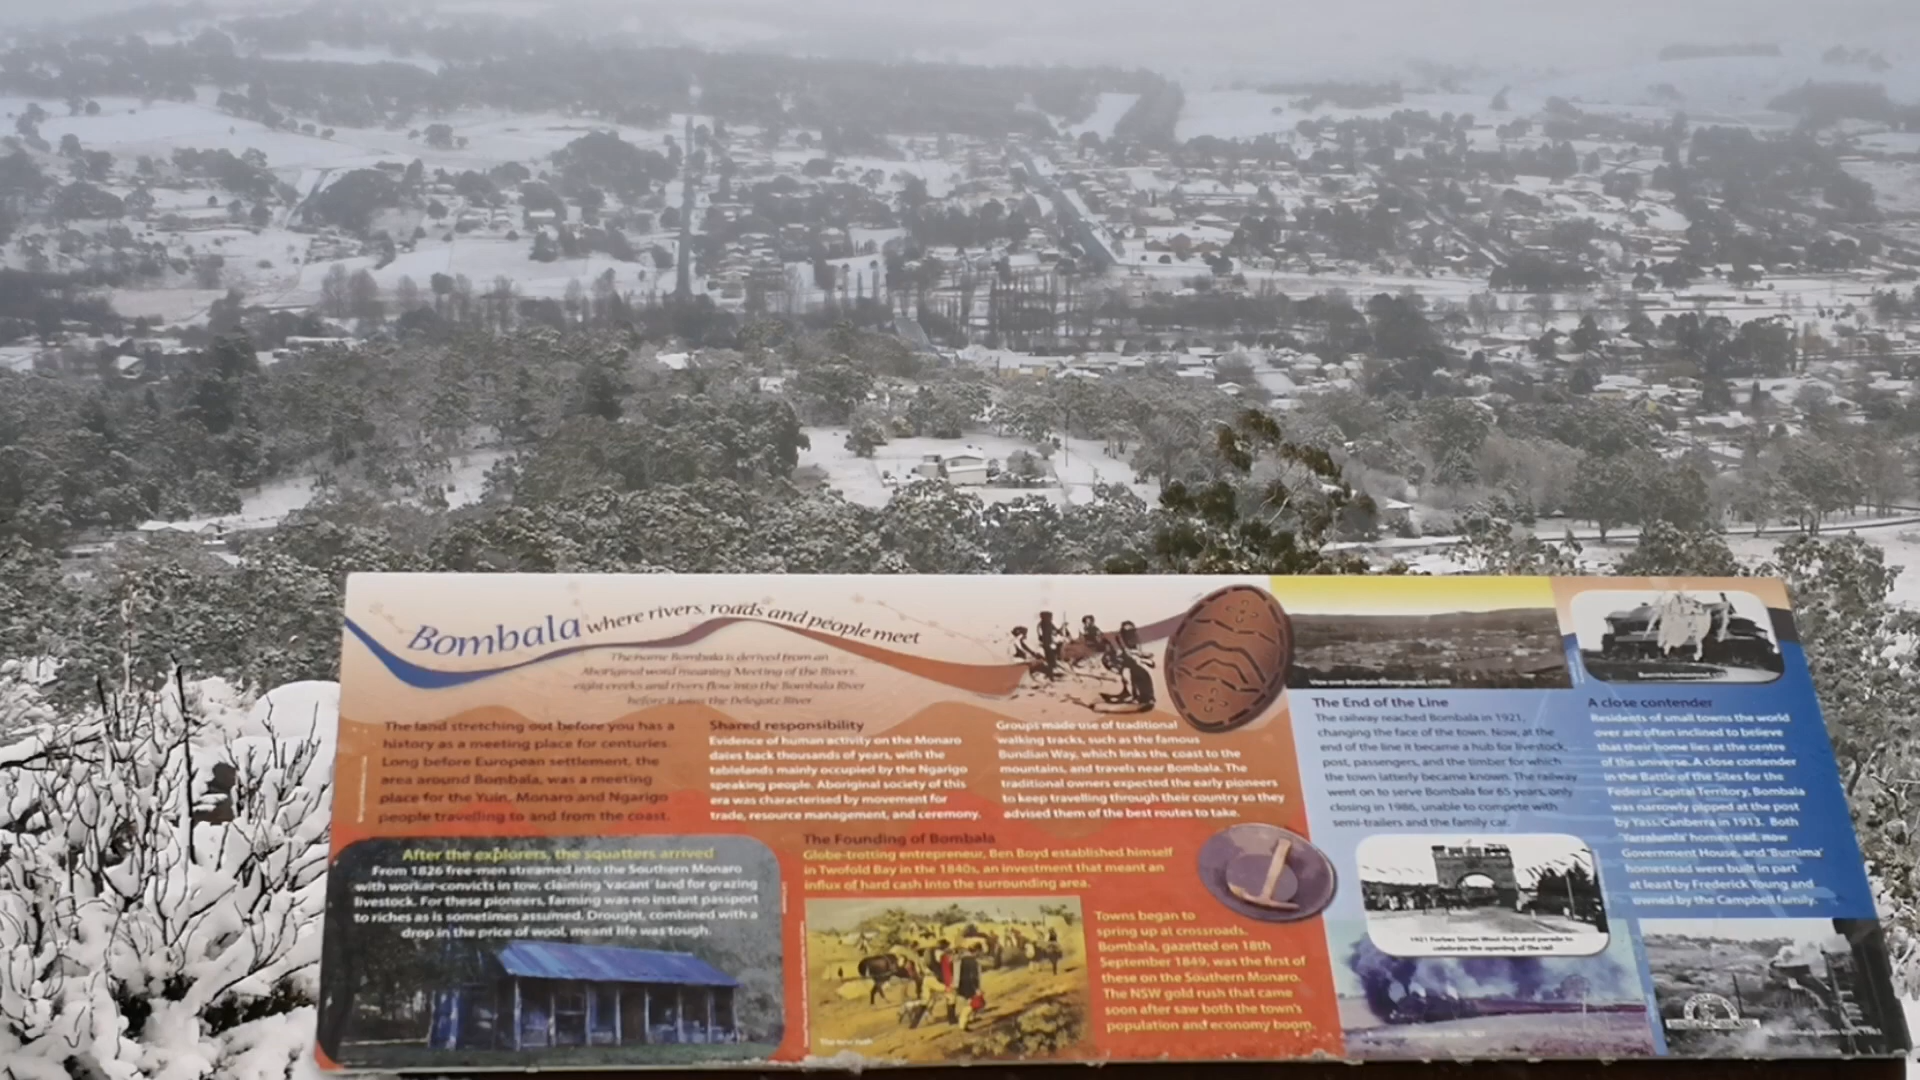 Bombala where rivers, roads and people meet
The name Bombala is derived from an
Aboriginal word meaning 'Meeting of the Rivers,
eight creeks and rivers flow into the Bombala River
before it joins the Delegate River
The land stretching out before you has a
history as a meeting place for centuries.
Long before European settlement, the
area around Bombala, was a meeting
place for the Yuin, Monaro and Ngarigo
people travelling to and from the coast.
Shared responsibility
Evidence of human activity on the Monaro
dates back thousands of years, with the
tablelands mainly occupied by the Ngarigo
speaking people. Aboriginal society of this
era was characterised by movement for
trade, resource management, and ceremony.
Groups made use of traditional
walking tracks, such as the famous
Bundian Way, which links the coast to the
mountains, and travels near Bombala. The
traditional owners expected the early pioneers
to keep travelling through their country so they
advised them of the best routes to take.
After the explorers, the squatters arrived
From 1826 free-men streamed into the Southern Monaro
with worker-convicts in tow, claiming 'vacant' land for grazing
livestock. For these pioneers, farming was no instant passport
to riches as is sometimes assumed. Drought, combined with a
drop in the price of wool, meant life was tough.
The Founding of Bombala
Globe-trotting entrepreneur, Ben Boyd established himself
in Twofold Bay in the 1840s, an investment that meant an
influx of hard cash into the surrounding area.
Towns began to
spring up at crossroads.
Bombala, gazetted on 18th
September 1849, was the first of
these on the Southern Monaro.
The NSW gold rush that came
soon after saw both the town's
population and economy boom.
The End of the Line
The railway reached Bombala in 1921,
changing the face of the town. Now, at the
end of the line it became a hub for livestock,
post, passengers, and the timber for which
the town latterly became known. The railway
went on to serve Bombala for 65 years, only
closing in 1986, unable to compete with
semi-trailers and the family car.
1921 Forbes Street Wool Arch and parade to
celebrate the opening of the rail
Burnima homestead
A close contender
Residents of small towns the world
over are often inclined to believe
that their home lies at the centre
of the universe. A close contender
in the Battle of the Sites for the
Federal Capital Territory, Bombala
was narrowly pipped at the post
by Yass/Canberra in 1913. Both
'Yarralumla' homestead, now
Government House, and 'Burnima'
homestead were built in part
at least by Frederick Young and
owned by the Campbell family.